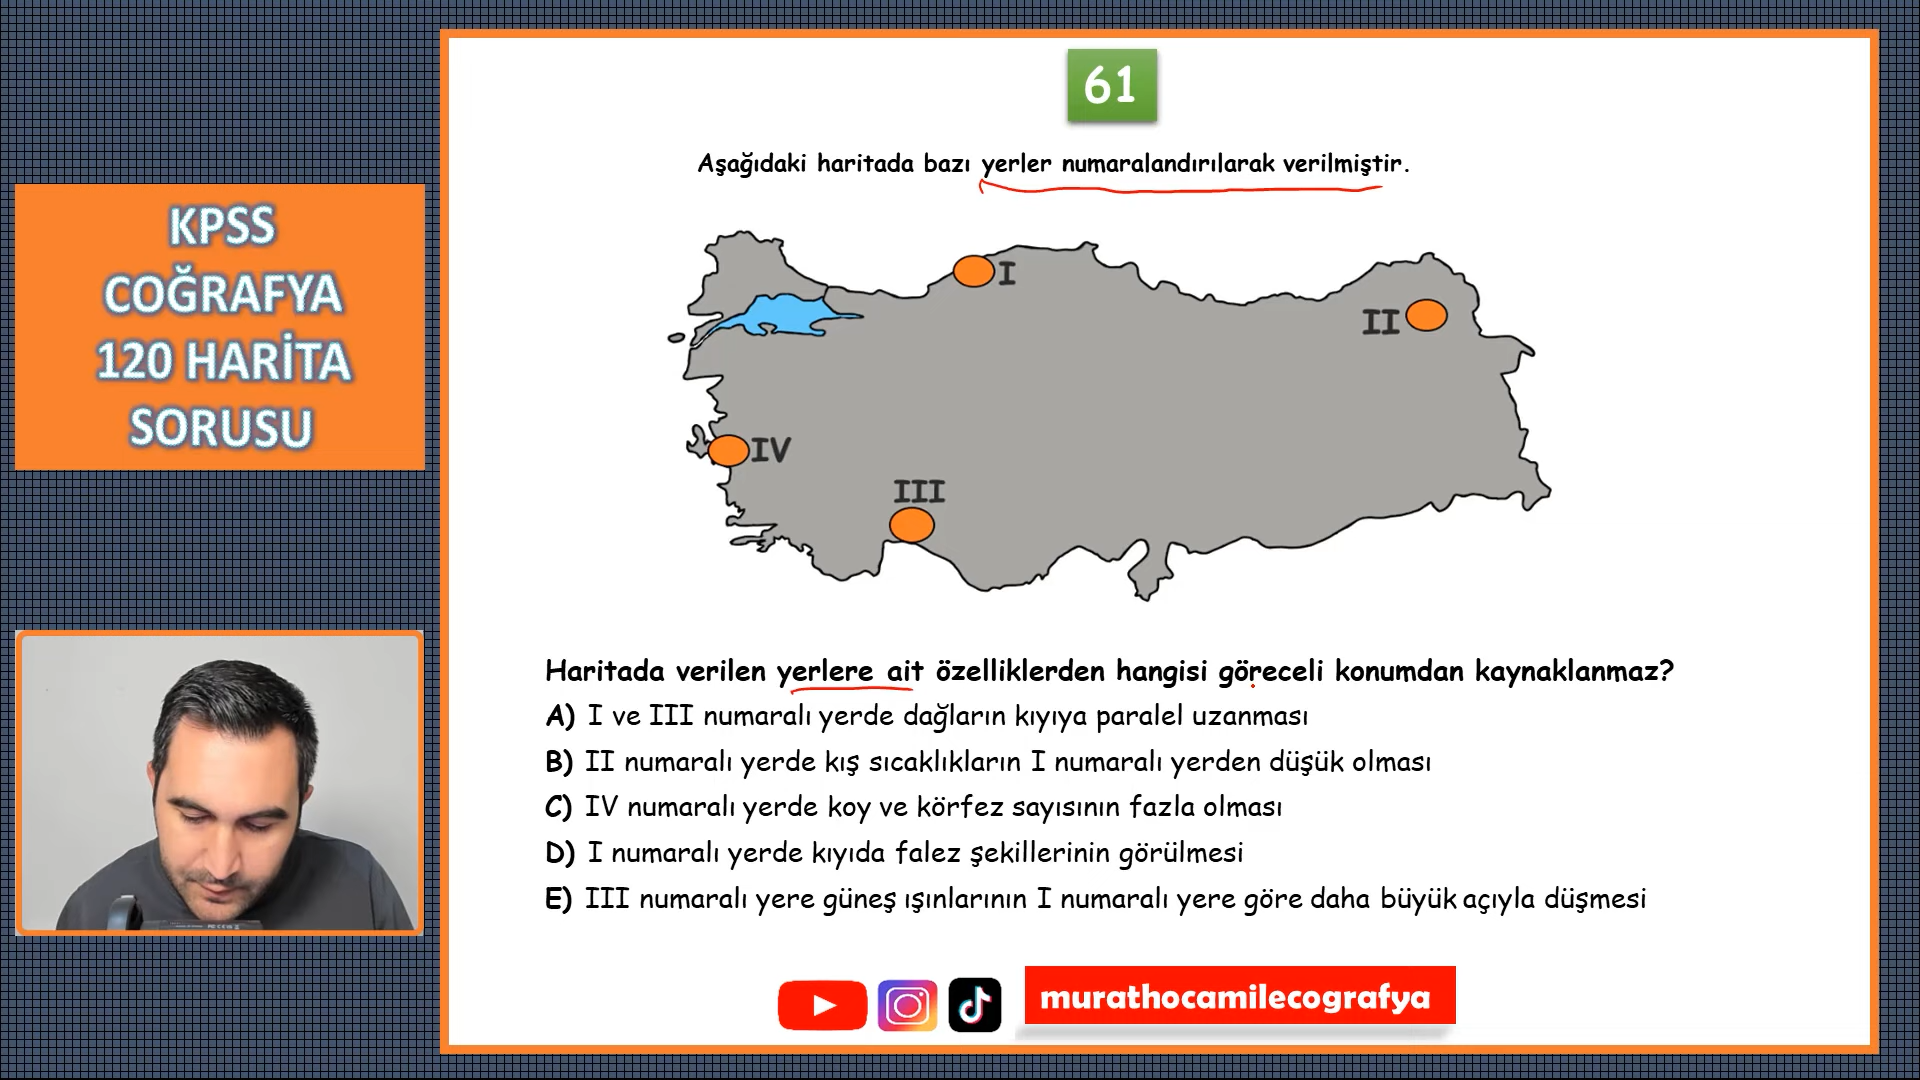 KPSS
COĞRAFYA
120 HARİTA
SORUSU
61
Aşağıdaki haritada bazı yerler numaralandırılarak verilmiştir.
I
II
IV
III
Haritada verilen yerlere ait özelliklerden hangisi göreceli konumdan kaynaklanmaz?
A) I ve III numaralı yerde dağların kıyıya paralel uzanması
B) II numaralı yerde kış sıcaklıkların I numaralı yerden düşük olması
C) IV numaralı yerde koy ve körfez sayısının fazla olması
D) I numaralı yerde kıyıda falez şekillerinin görülmesi
E) III numaralı yere güneş ışınlarının I numaralı yere göre daha büyük açıyla düşmesi
murathocamilecografya